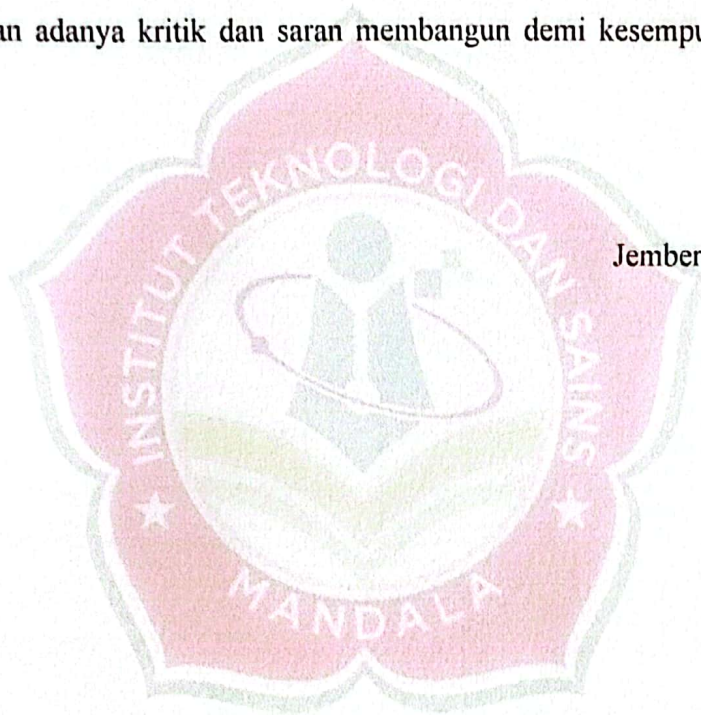 an adanya kritik dan saran membangun demi kesempu
Jember
INSTITUT TEKNOLOGI DAN SAINS
MANDALA